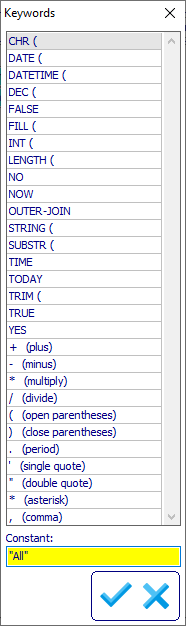 Keywords
CHR (
DATE (
DATETIME (
DEC (
FALSE
FILL (
INT (
LENGTH (
NO
NOW
OUTER-JOIN
STRING (
SUBSTR (
TIME
TODAY
TRIM (
TRUE
YES
+ (plus)
- (minus)
* (multiply)
/ (divide)
( (open parentheses)
) (close parentheses)
. (period)
' (single quote)
" (double quote)
* (asterisk)
, (comma)
Constant:
"All"